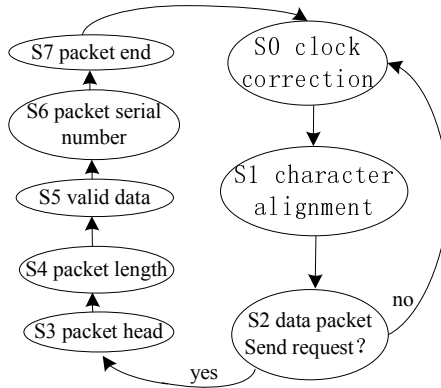 S0 clock
correction
S1 character
alignment
S2 data packet
Send request？
no
yes
S3 packet head
S4 packet length
S5 valid data
S6 packet serial
number
S7 packet end